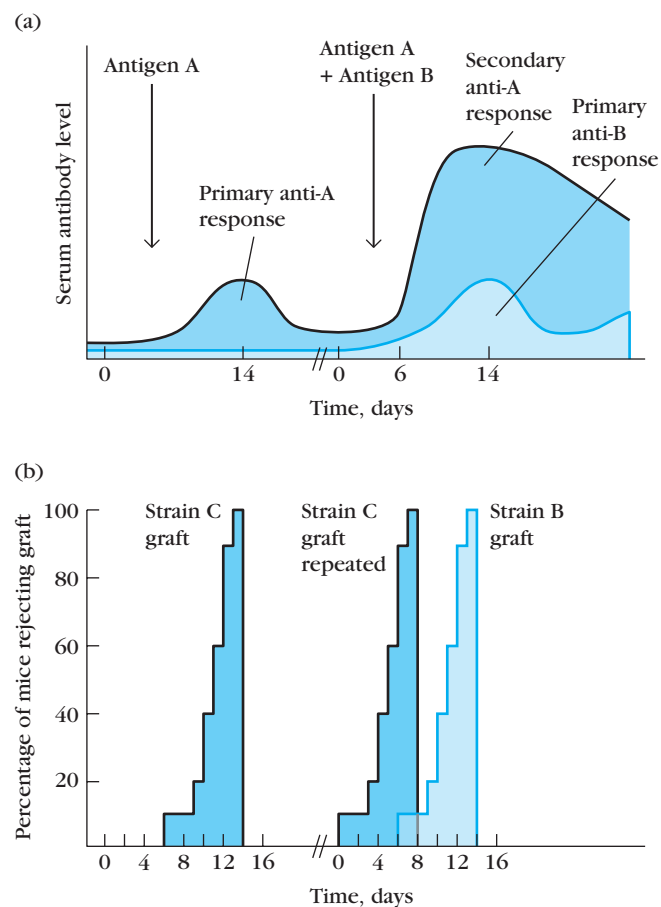 (a)
Antigen A
Antigen A
+ Antigen B
Secondary
anti-A
response
Primary
anti-B
response
Primary anti-A
response
Serum antibody level
0
14
0
6
14
Time, days
(b)
Percentage of mice rejecting graft
100
80
60
40
20
Strain C
graft
Strain C
graft
repeated
Strain B
graft
0 4 8 12 16
0 4 8 12 16
Time, days